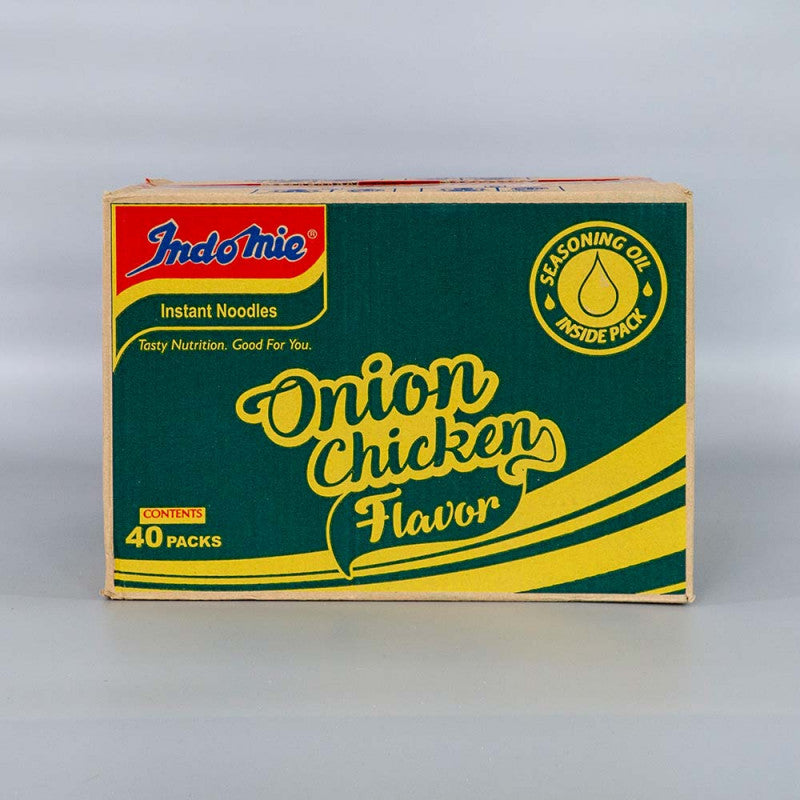 IndoMie®
Instant Noodles
Tasty Nutrition. Good For You.
SEASONING OIL
INSIDE PACK
Onion
Chicken
Flavor
CONTENTS
40 PACKS